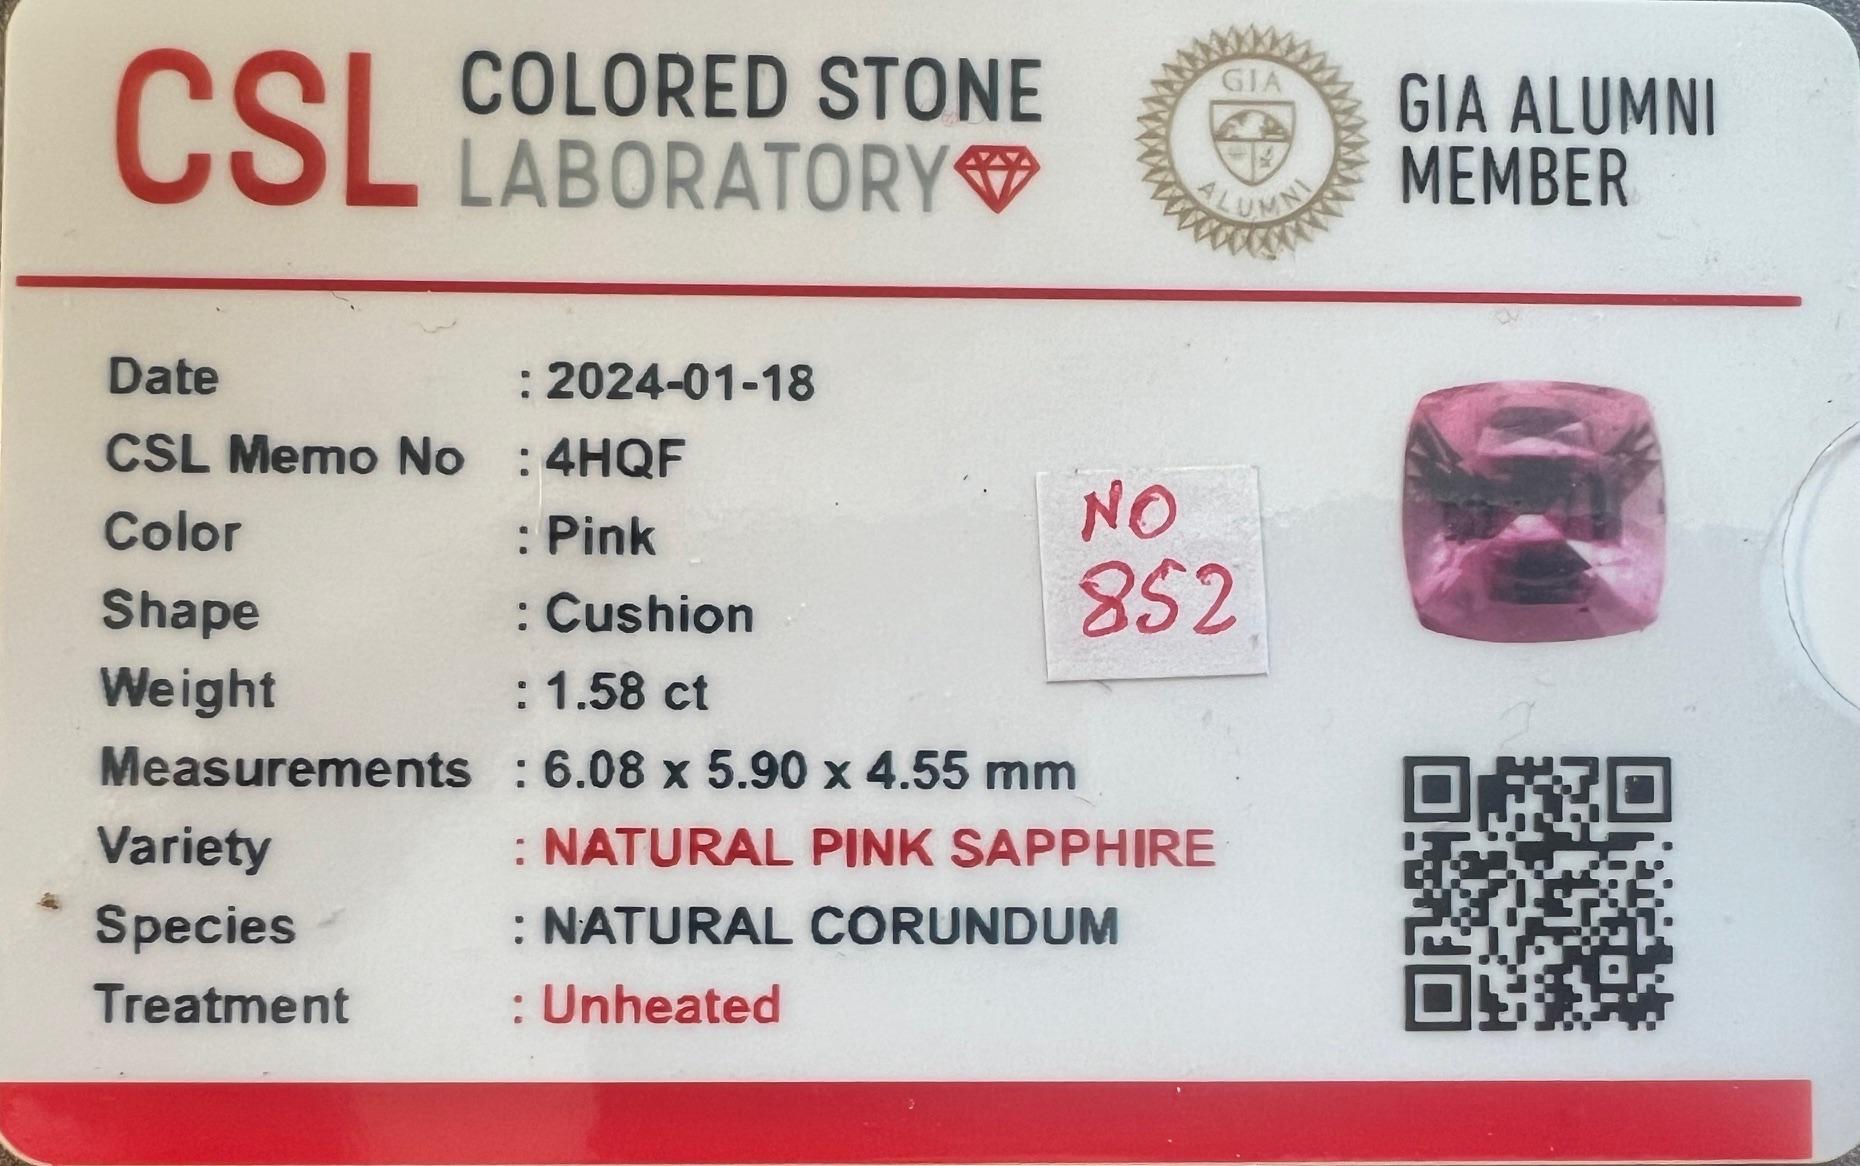 CSL COLORED STONE LABORATORY
GIA ALUMNI
GIA ALUMNI MEMBER
Date : 2024-01-18
CSL Memo No : 4HQF
Color : Pink
Shape : Cushion
Weight : 1.58 ct
Measurements : 6.08 x 5.90 x 4.55 mm
Variety : NATURAL PINK SAPPHIRE
Species : NATURAL CORUNDUM
Treatment : Unheated
NO
852